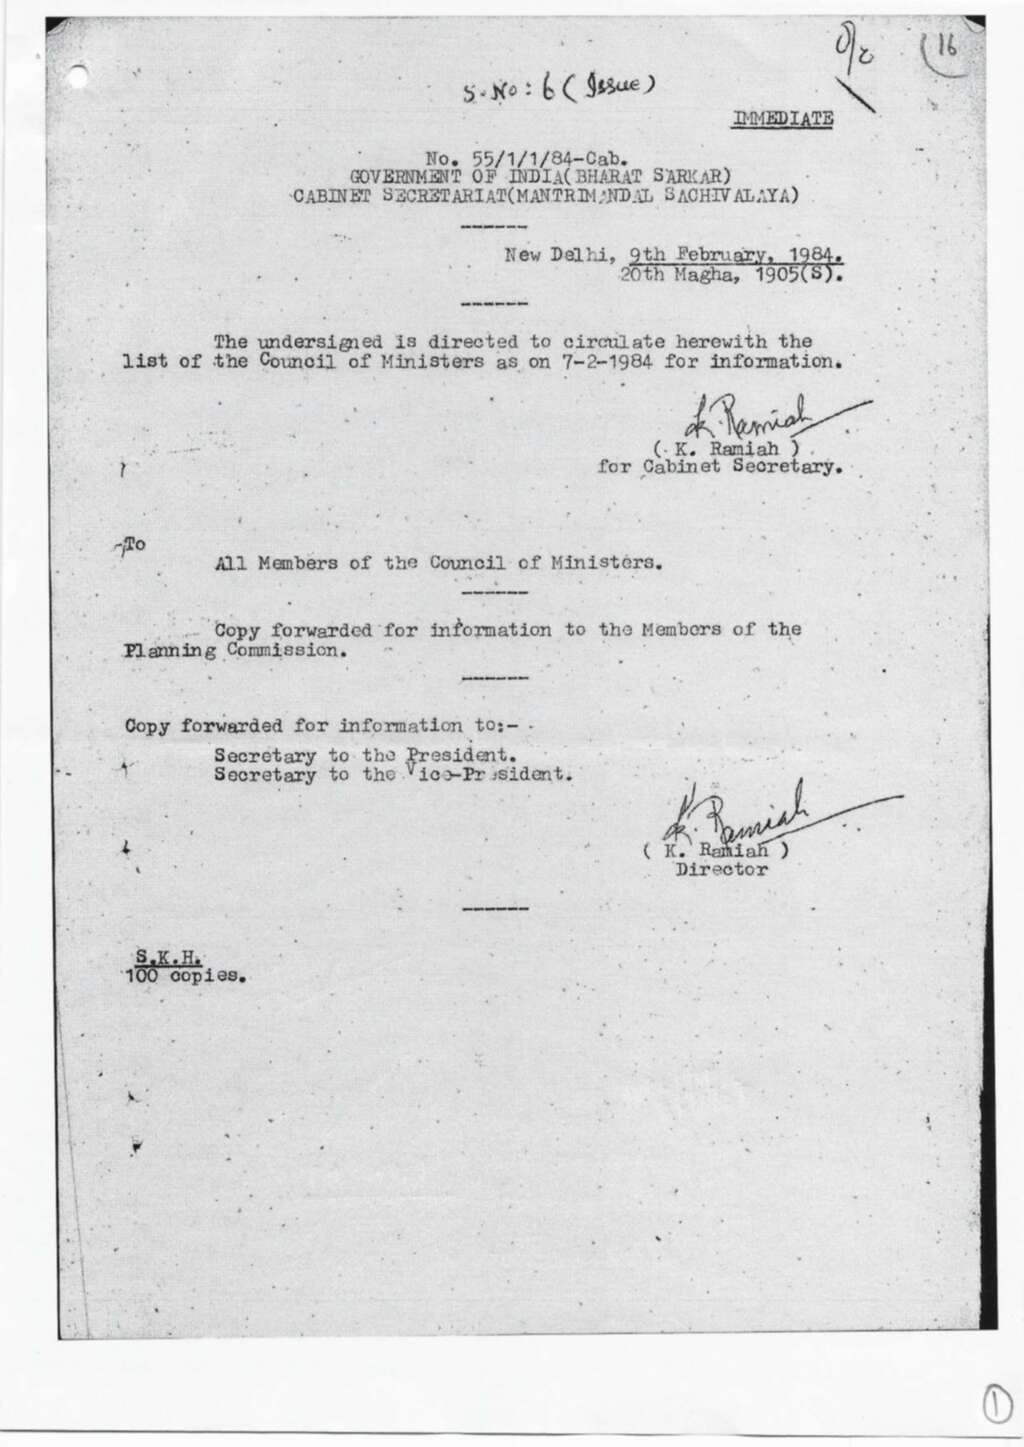 16
S.No: 6 (Issue)
IMMEDIATE
No. 55/1/1/84-Cab.
GOVERNMENT OF INDIA(BHARAT SARKAR)
CABINET SECRETARIAT(MANTRIMANDAL SACHIVALAYA)
New Delhi, 9th February, 1984.
20th Magha, 1905(S).
The undersigned is directed to circulate herewith the
list of the Council of Ministers as on 7-2-1984 for information.
K. Ramiah
( K. Ramiah )
for Cabinet Secretary.
To
All Members of the Council of Ministers.
Copy forwarded for information to the Members of the
Planning Commission.
Copy forwarded for information to:-
Secretary to the President.
Secretary to the Vice-President.
K. Ramiah
( K. Ramiah )
Director
S.K.H.
100 copies.
1